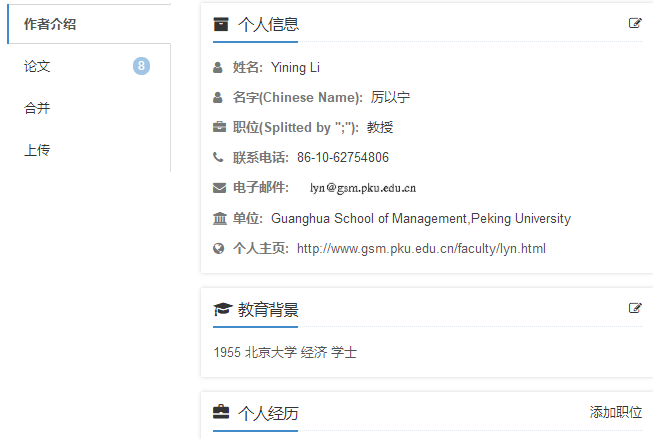 作者介绍
论文 8
合并
上传
个人信息
姓名: Yining Li
名字(Chinese Name): 厉以宁
职位(Splitted by ";"): 教授
联系电话: 86-10-62754806
电子邮件: lyn@gsm.pku.edu.cn
单位: Guanghua School of Management,Peking University
个人主页: http://www.gsm.pku.edu.cn/faculty/lyn.html
教育背景
1955 北京大学 经济 学士
个人经历 添加职位